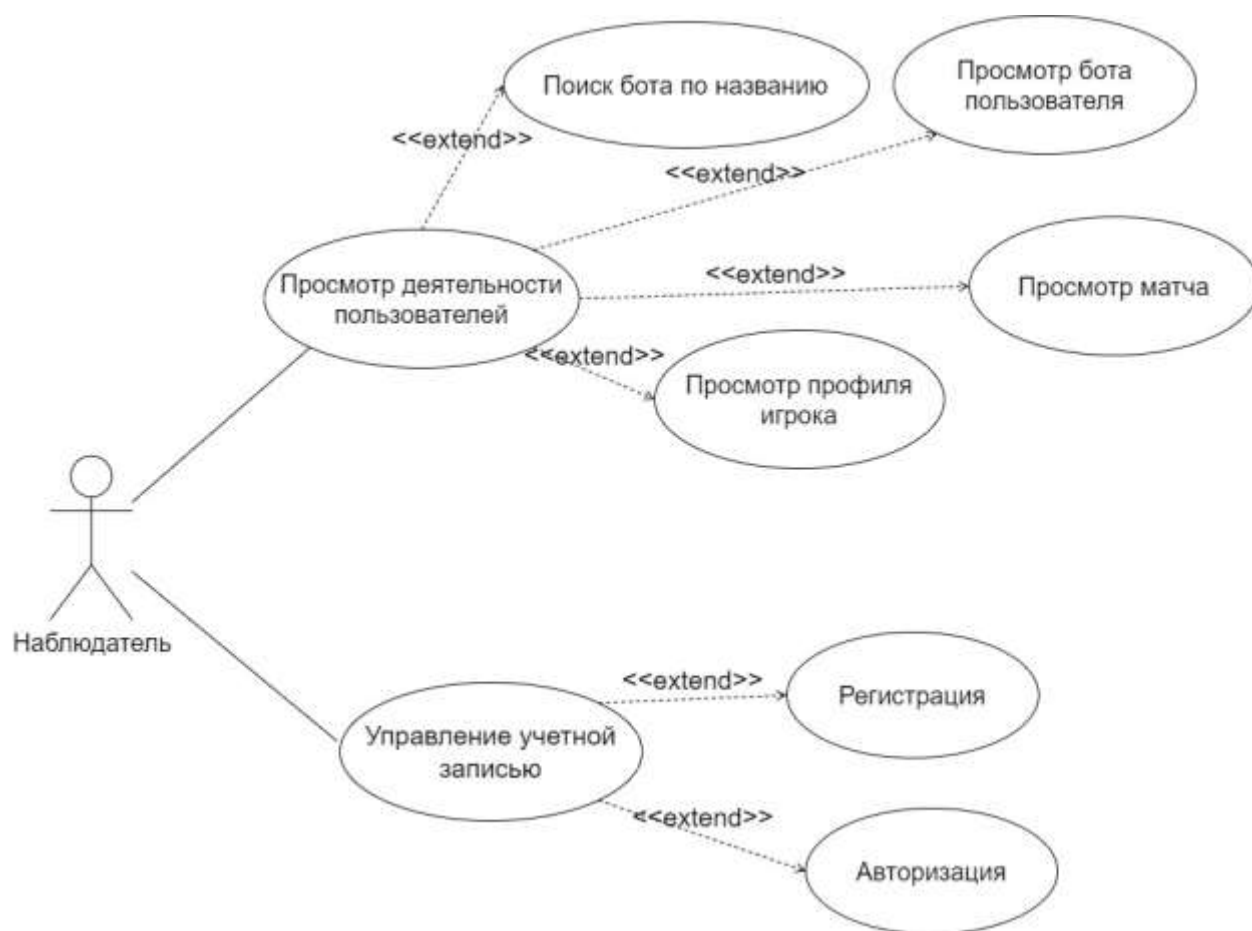 Поиск бота по названию
Просмотр бота
пользователя
<<extend>>
<<extend>>
Просмотр деятельности
пользователей
<<extend>>
Просмотр матча
<<extend>>
Просмотр профиля
игрока
Наблюдатель
<<extend>>
Регистрация
Управление учетной
записью
<<extend>>
Авторизация